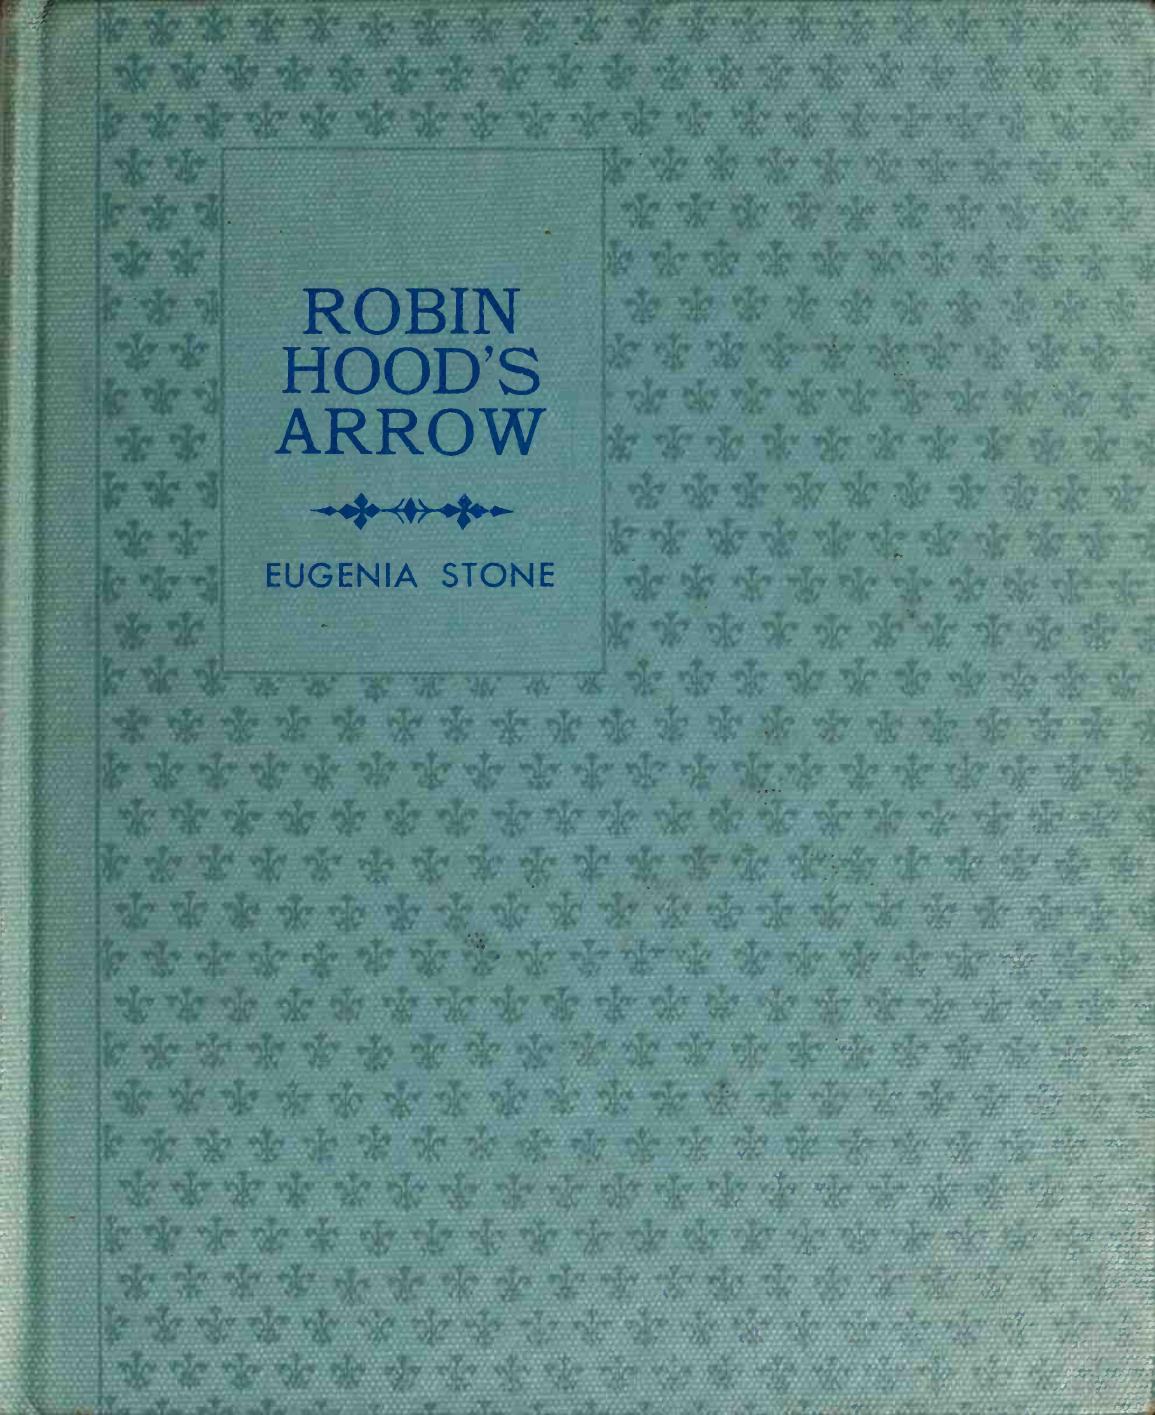 ROBIN
HOOD'S
ARROW
EUGENIA STONE